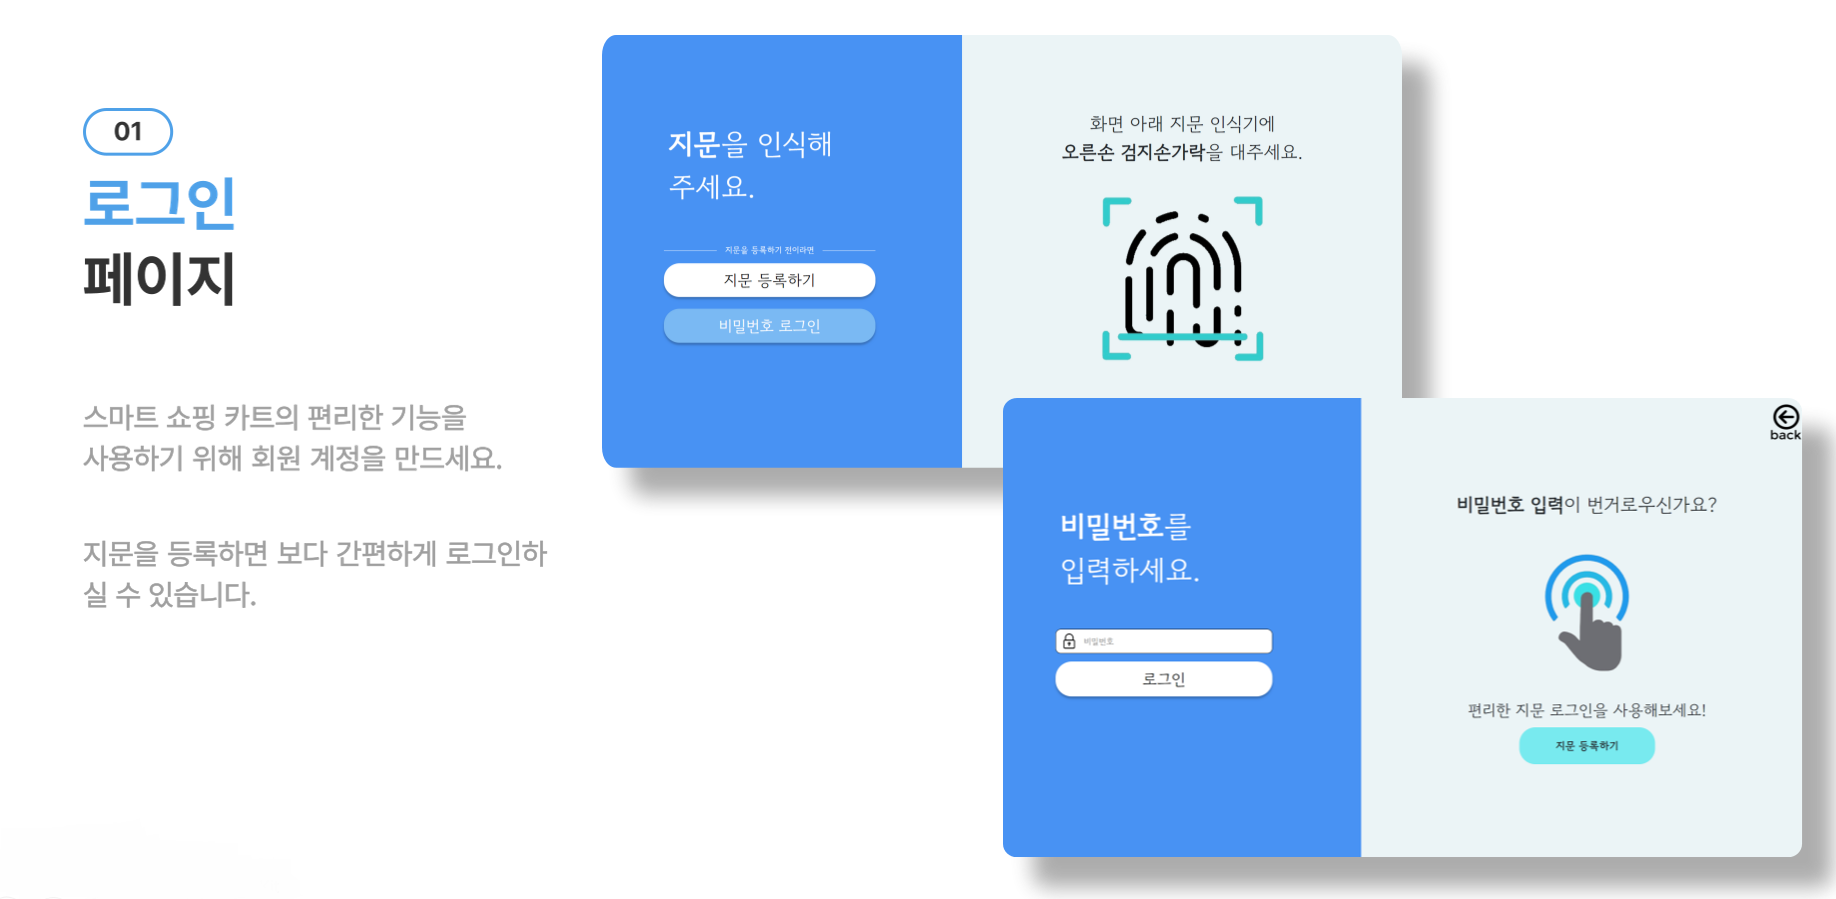 01
로그인
페이지
스마트 쇼핑 카트의 편리한 기능을
사용하기 위해 회원 계정을 만드세요.
지문을 등록하면 보다 간편하게 로그인하
실 수 있습니다.
지문을 인식해
주세요.
지문을 등록하기 전이라면
지문 등록하기
비밀번호 로그인
화면 아래 지문 인식기에
오른손 검지손가락을 대주세요.
비밀번호를
입력하세요.
비밀번호
로그인
back
비밀번호 입력이 번거로우신가요?
편리한 지문 로그인을 사용해보세요!
지문 등록하기